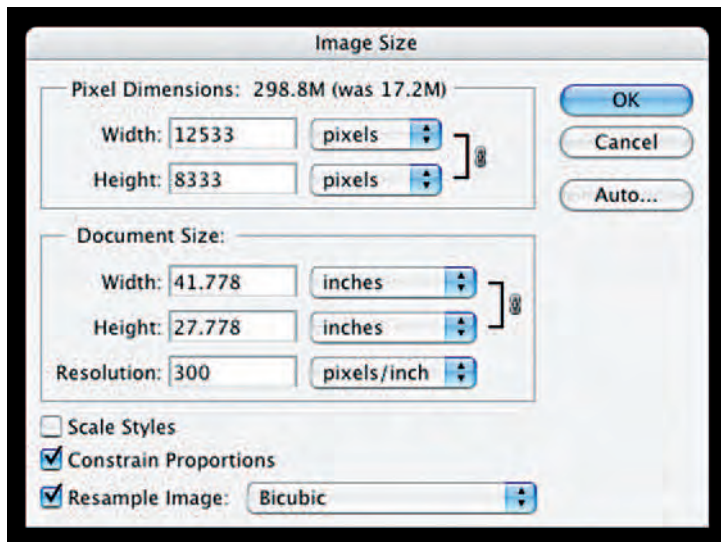 Image Size
Pixel Dimensions: 298.8M (was 17.2M)
Width: 12533 pixels
Height: 8333 pixels
OK
Cancel
Auto...
Document Size:
Width: 41.778 inches
Height: 27.778 inches
Resolution: 300 pixels/inch
Scale Styles
Constrain Proportions
Resample Image: Bicubic